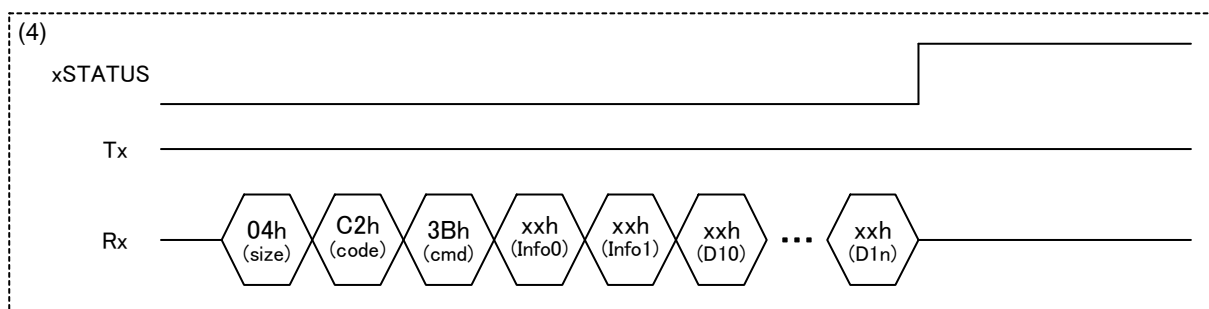 (4)
xSTATUS
Tx
Rx
04h
(size)
C2h
(code)
3Bh
(cmd)
xxh
(Info0)
xxh
(Info1)
xxh
(D10)
...
xxh
(D1n)